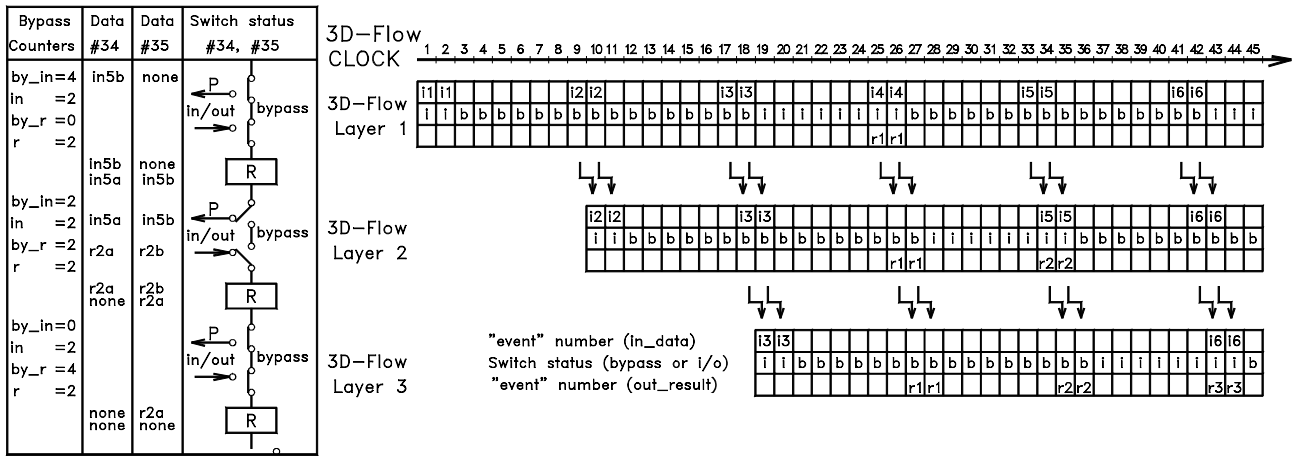 Bypass Counters
Data #34
Data #35
Switch status #34, #35
by_in=4 in5b none
in =2
by_r=0
r =2
P
in/out
bypass
in5b none
in5a in5b
R
by_in=2
in =2 in5a in5b
by_r=2
r =2 r2a r2b
P
in/out
bypass
r2a r2b
none r2a
R
by_in=0
in =2
by_r=4
r =2
P
in/out
bypass
none r2a
none none
R
3D-Flow
CLOCK
1 2 3 4 5 6 7 8 9 10 11 12 13 14 15 16 17 18 19 20 21 22 23 24 25 26 27 28 29 30 31 32 33 34 35 36 37 38 39 40 41 42 43 44 45
3D-Flow
Layer 1
i1 i1 i2 i2 i3 i3 i4 i4 i5 i5 i6 i6
i i b b b b b b b b b b b b b b b b i i i i i i i i b b b b b b b b b b b b b b b b i i i
r1 r1
3D-Flow
Layer 2
i2 i2 i3 i3 i5 i5 i6 i6
i i b b b b b b b b b b b b b b b b i i i i i i i i b b b b b b b b b b
r1 r1 r2 r2
3D-Flow
Layer 3
"event" number (in_data)
Switch status (bypass or i/o)
"event" number (out_result)
i3 i3 i6 i6
i i b b b b b b b b b b b b b b b b i i i i i i i i b
r1 r1 r2 r2 r3 r3